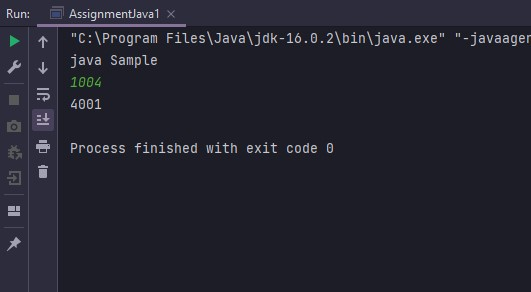 Run: AssignmentJava1
"C:\Program Files\Java\jdk-16.0.2\bin\java.exe" "-javaagen
java Sample
1004
4001
Process finished with exit code 0